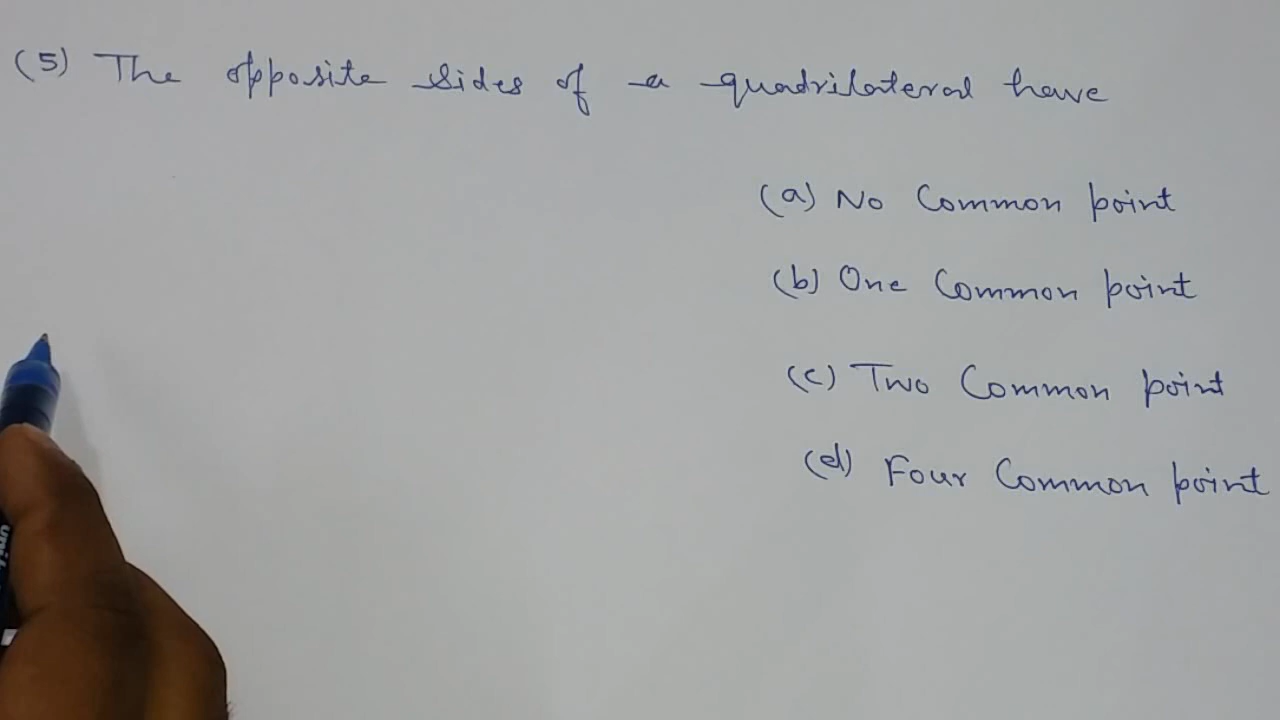 (5) The opposite sides of a quadrilateral have
(a) No Common point
(b) One Common point
(c) Two Common point
(d) Four Common point